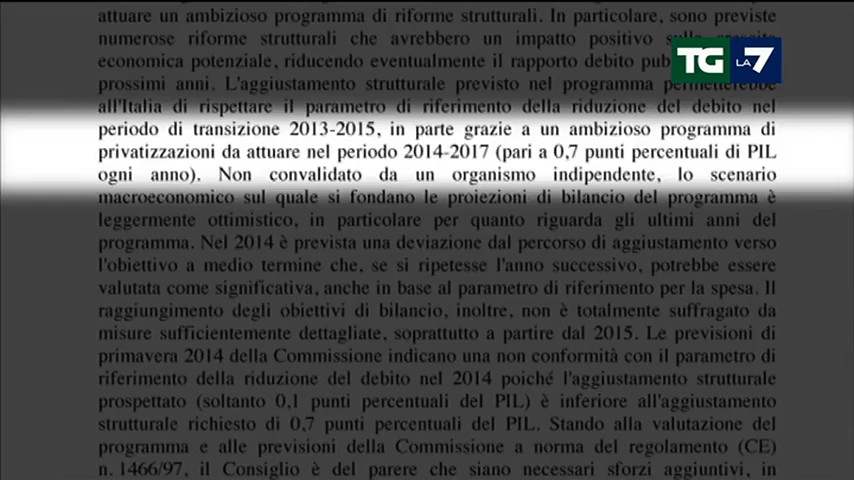 attuare un ambizioso programma di riforme strutturali. In particolare, sono previste
numerose riforme strutturali che avrebbero un impatto positivo sulla crescita
economica potenziale, riducendo eventualmente il rapporto debito
prossimi anni. L'aggiustamento strutturale previsto nel programma permetterebbe
all'Italia di rispettare il parametro di riferimento della riduzione del debito nel
periodo di transizione 2013-2015, in parte grazie a un ambizioso programma di
privatizzazioni da attuare nel periodo 2014-2017 (pari a 0,7 punti percentuali di PIL
ogni anno). Non convalidato da un organismo indipendente, lo scenario
macroeconomico sul quale si fondano le proiezioni di bilancio del programma è
leggermente ottimistico, in particolare per quanto riguarda gli ultimi anni del
programma. Nel 2014 è prevista una deviazione dal percorso di aggiustamento verso
l'obiettivo a medio termine che, se si ripetesse l'anno successivo, potrebbe essere
valutata come significativa, anche in base al parametro di riferimento per la spesa. Il
raggiungimento degli obiettivi di bilancio, inoltre, non è totalmente suffragato da
misure sufficientemente dettagliate, soprattutto a partire dal 2015. Le previsioni di
primavera 2014 della Commissione indicano una non conformità con il parametro di
riferimento della riduzione del debito nel 2014 poiché l'aggiustamento strutturale
prospettato (soltanto 0,1 punti percentuali del PIL) è inferiore all'aggiustamento
strutturale richiesto di 0,7 punti percentuali del PIL. Stando alla valutazione del
programma e alle previsioni della Commissione a norma del regolamento (CE)
n. 1466/97, il Consiglio è del parere che siano necessari sforzi aggiuntivi, in
TG LA7